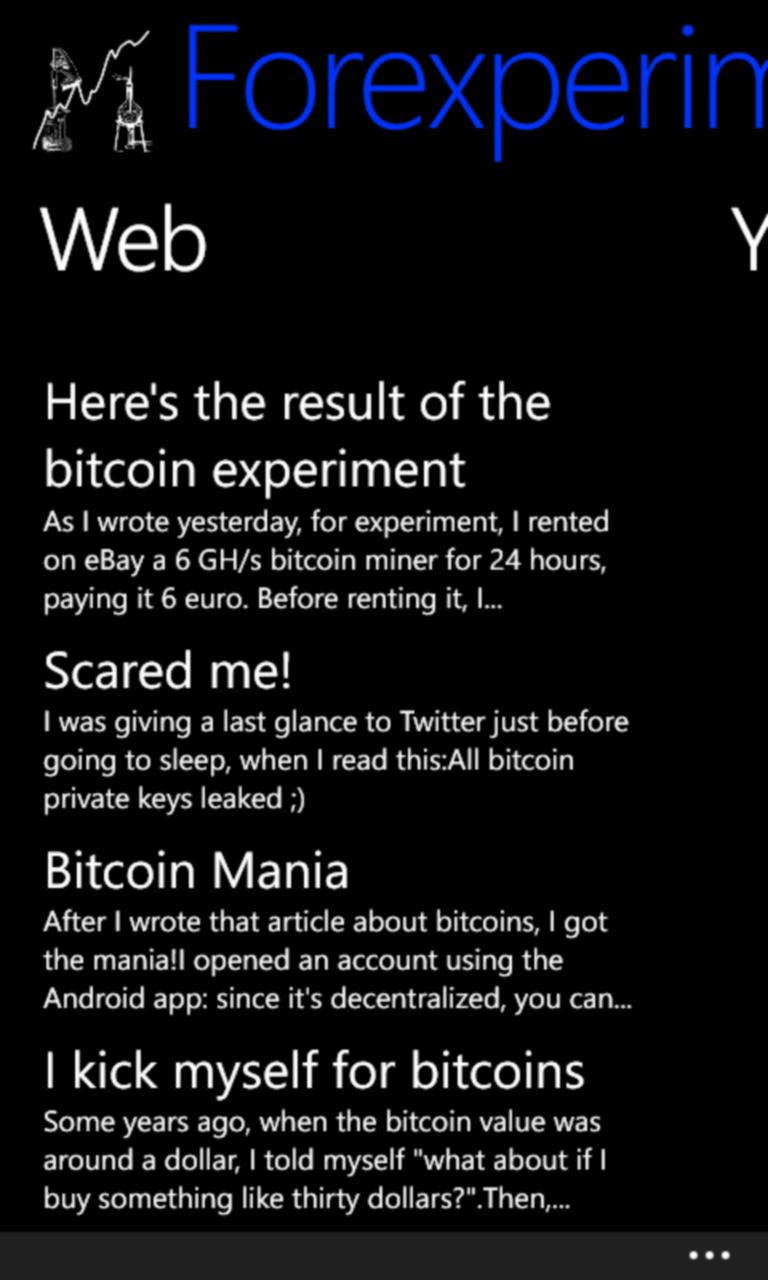 Forexperim
Web
Y
Here's the result of the
bitcoin experiment
As I wrote yesterday, for experiment, I rented
on eBay a 6 GH/s bitcoin miner for 24 hours,
paying it 6 euro. Before renting it, I...
Scared me!
I was giving a last glance to Twitter just before
going to sleep, when I read this:All bitcoin
private keys leaked ;)
Bitcoin Mania
After I wrote that article about bitcoins, I got
the mania!I opened an account using the
Android app: since it's decentralized, you can...
I kick myself for bitcoins
Some years ago, when the bitcoin value was
around a dollar, I told myself "what about if I
buy something like thirty dollars?".Then,...